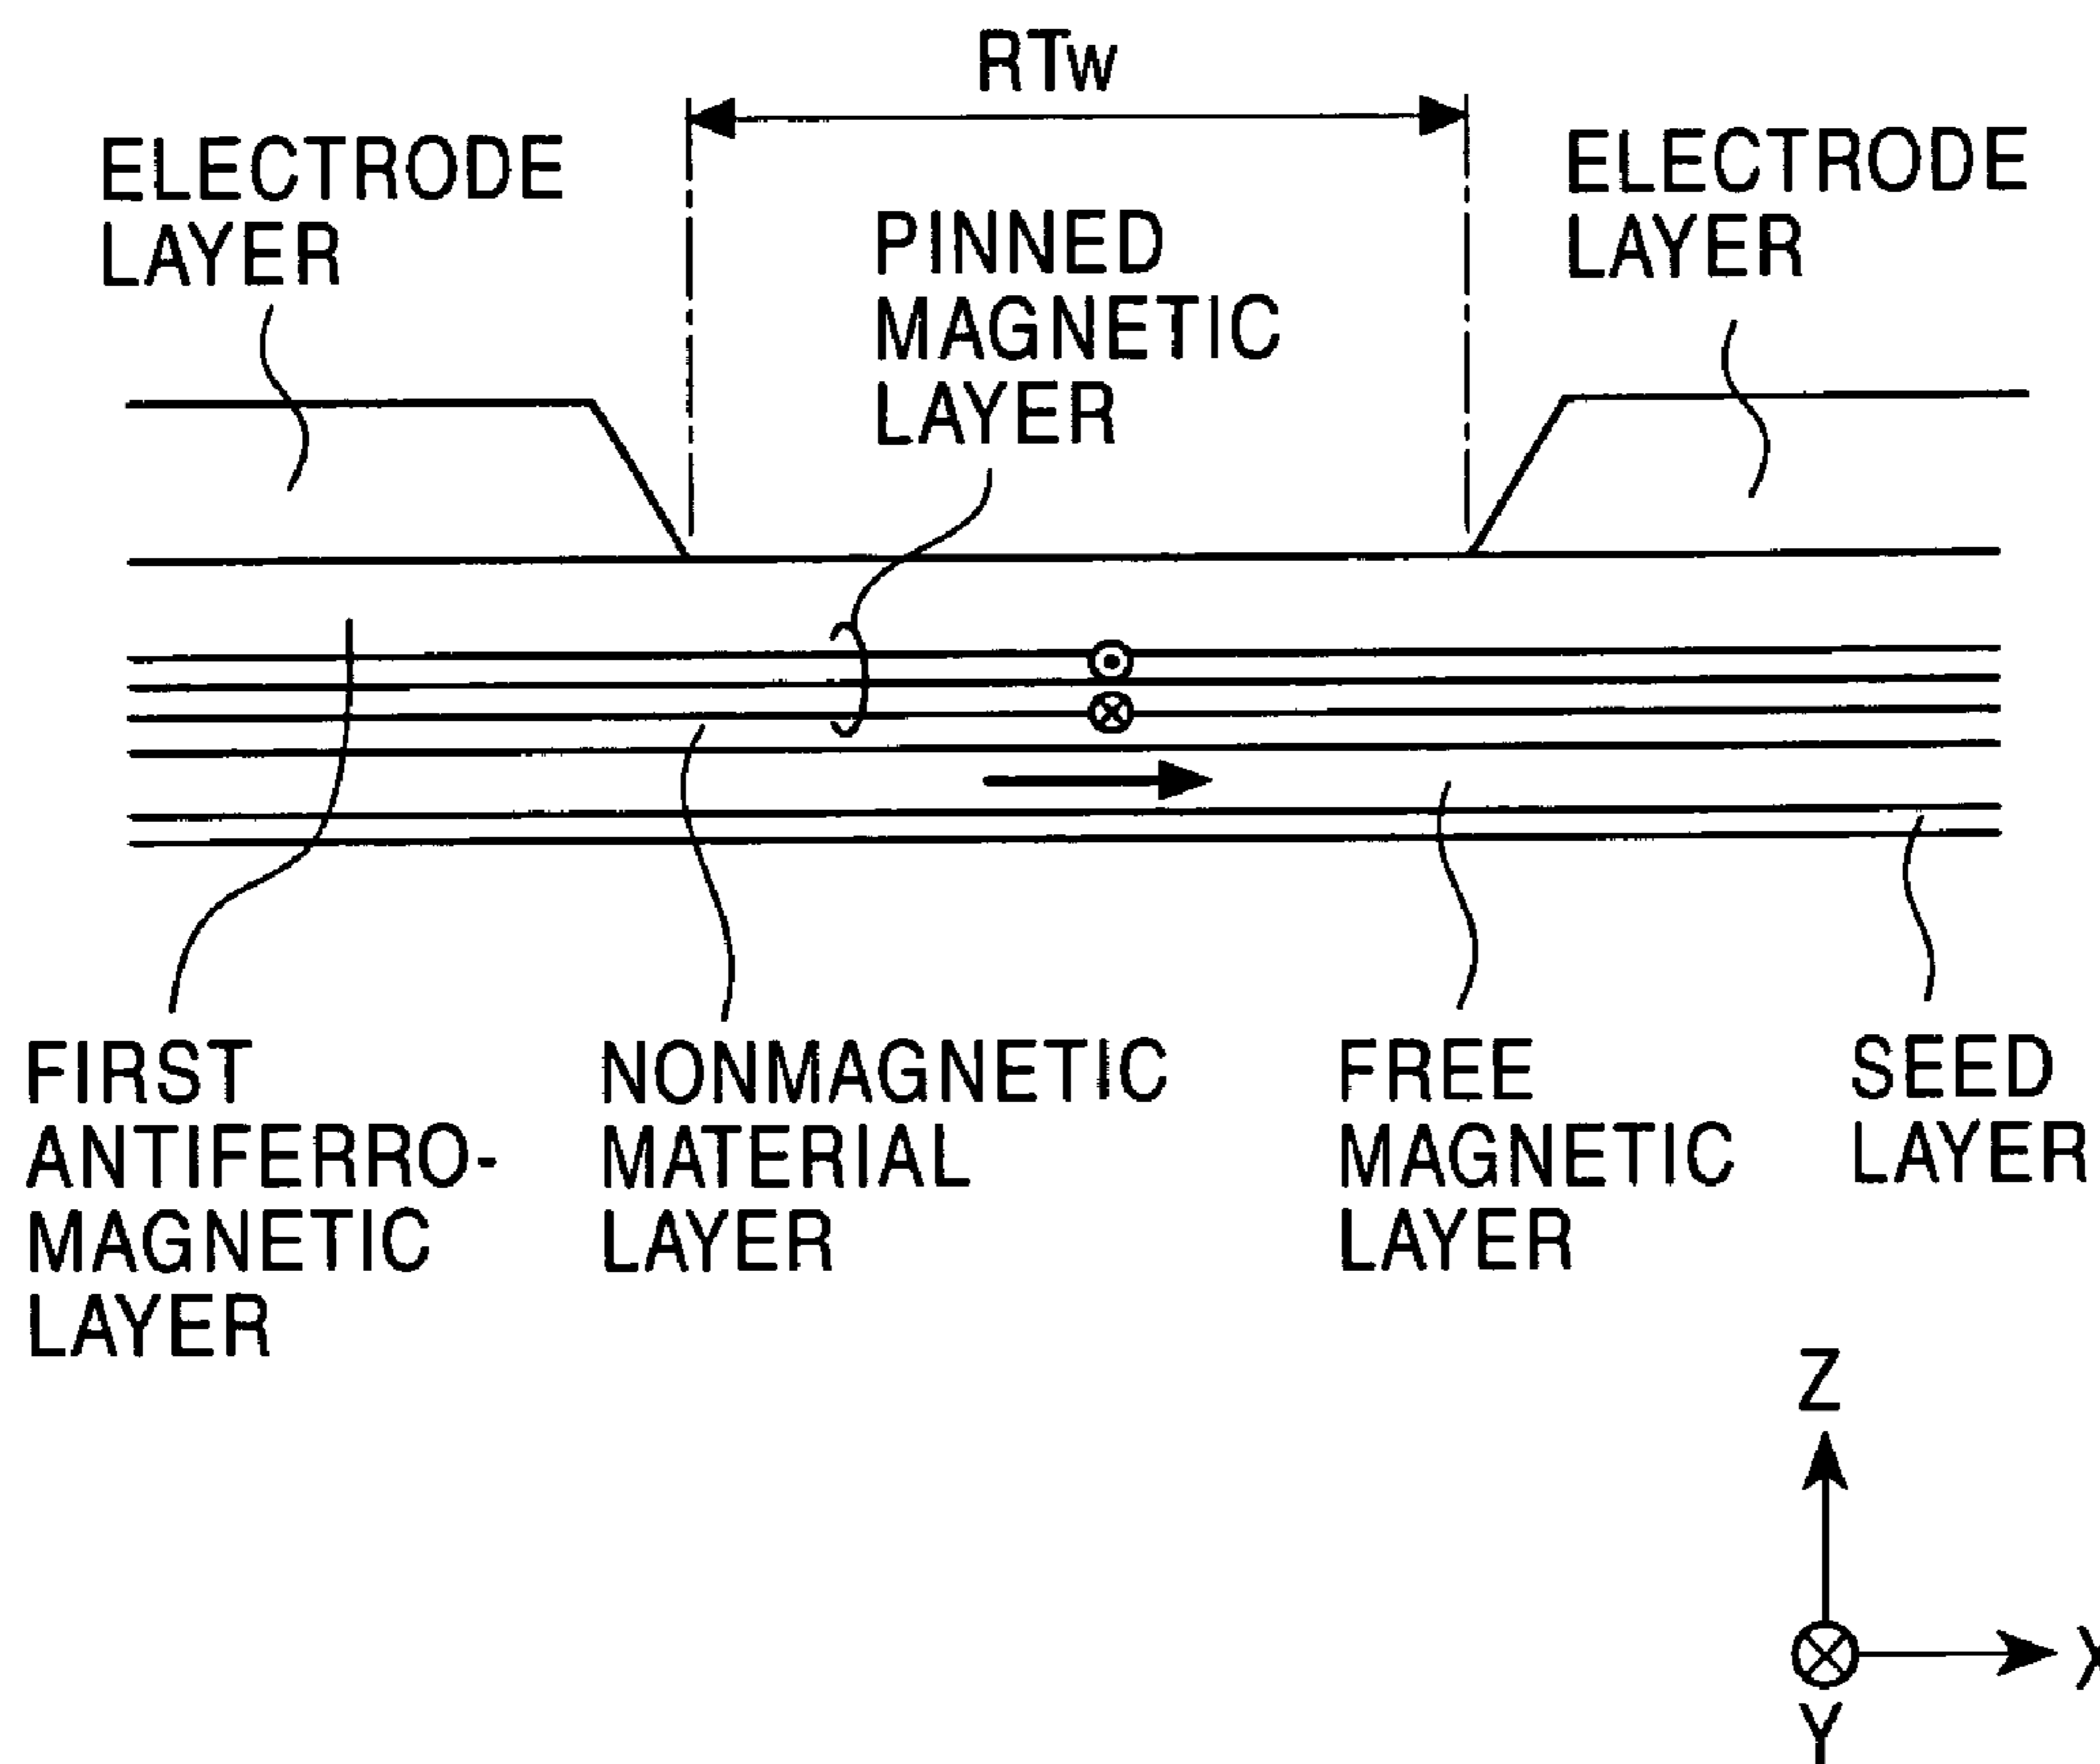 RTw
ELECTRODE
LAYER
PINNED
MAGNETIC
LAYER
ELECTRODE
LAYER
FIRST
ANTIFERRO-
MAGNETIC
LAYER
NONMAGNETIC
MATERIAL
LAYER
FREE
MAGNETIC
LAYER
SEED
LAYER
Z
X
Y